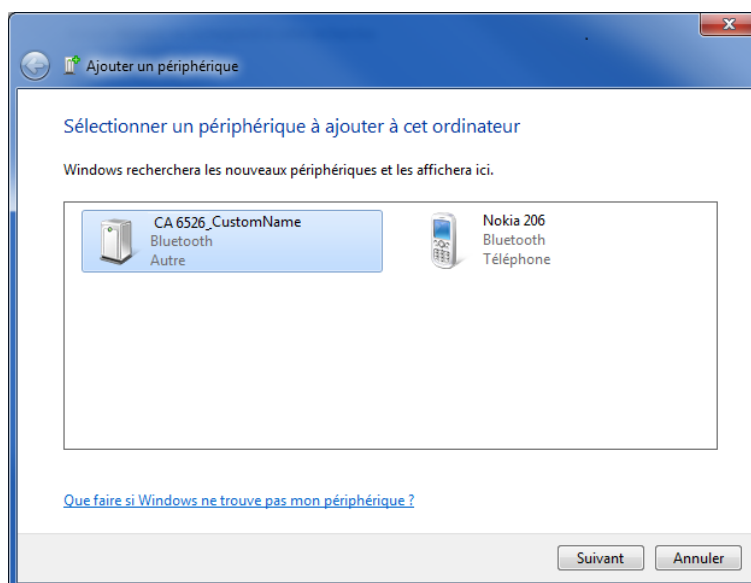 Ajouter un périphérique
Sélectionner un périphérique à ajouter à cet ordinateur
Windows recherchera les nouveaux périphériques et les affichera ici.
CA 6526_CustomName
Bluetooth
Autre
Nokia 206
Bluetooth
Téléphone
Que faire si Windows ne trouve pas mon périphérique ?
Suivant
Annuler